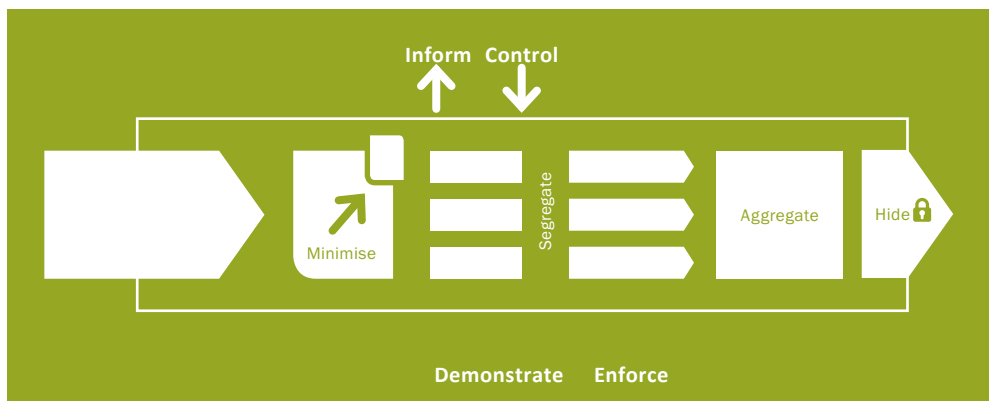 Inform Control
Segregate
Minimise
Aggregate
Hide
Demonstrate Enforce